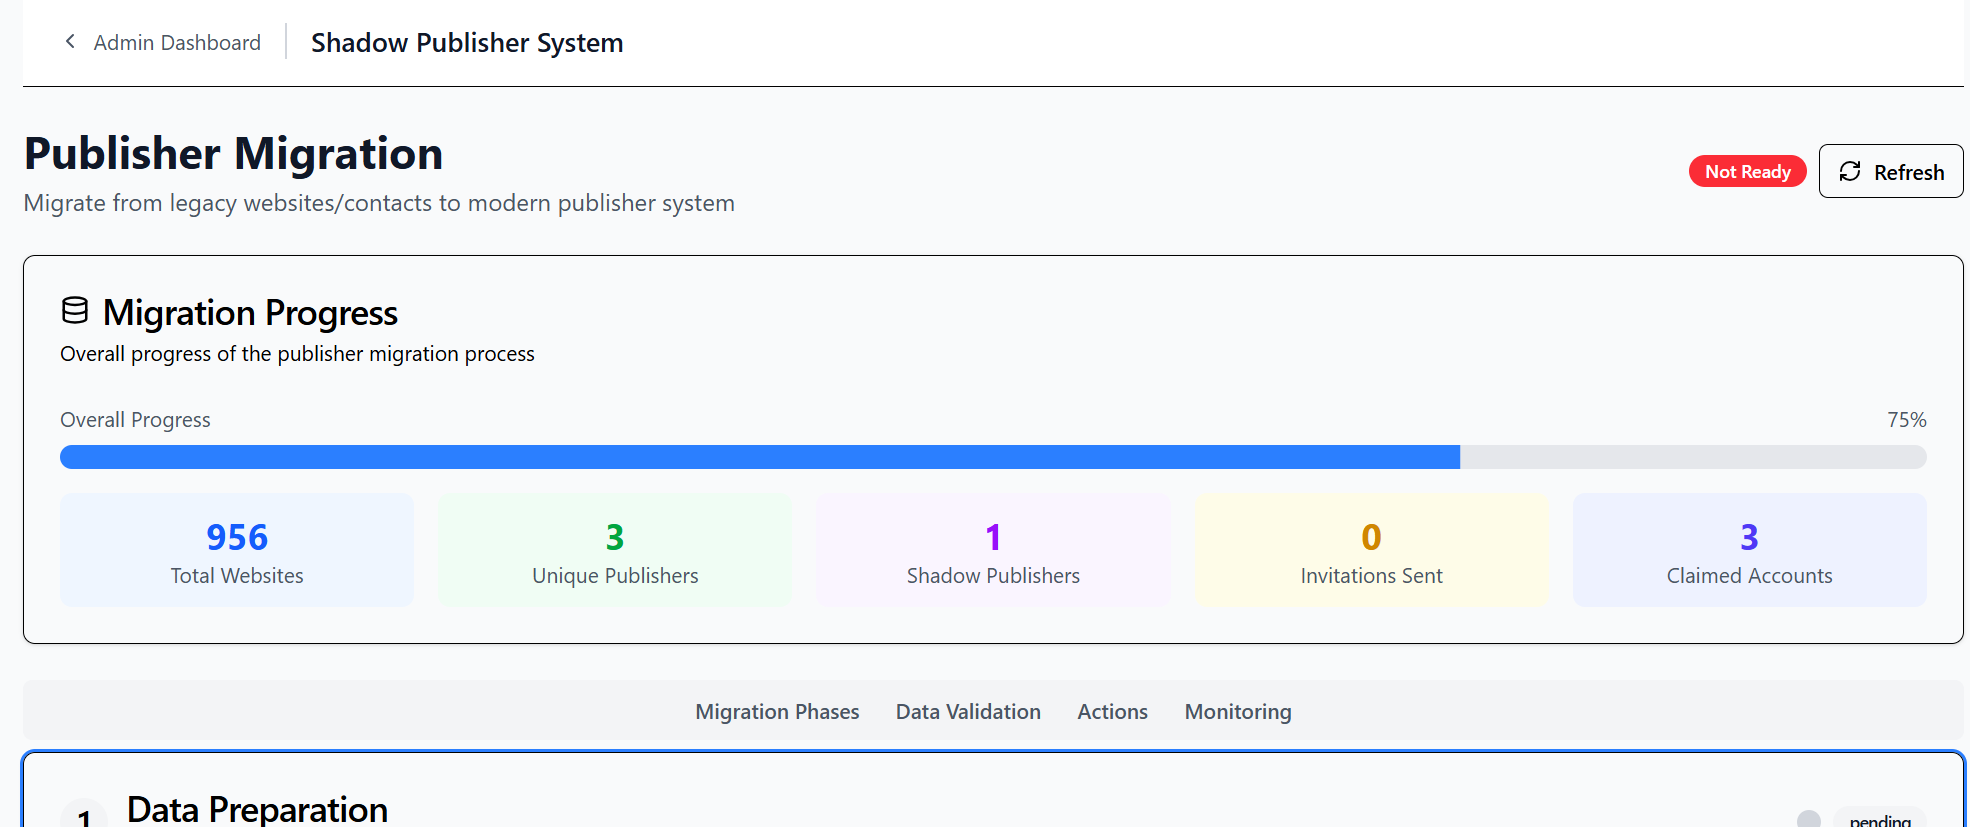 Admin Dashboard
Shadow Publisher System
Publisher Migration
Migrate from legacy websites/contacts to modern publisher system
Not Ready
Refresh
Migration Progress
Overall progress of the publisher migration process
Overall Progress
75%
956
Total Websites
3
Unique Publishers
1
Shadow Publishers
0
Invitations Sent
3
Claimed Accounts
Migration Phases
Data Validation
Actions
Monitoring
1
Data Preparation
pending